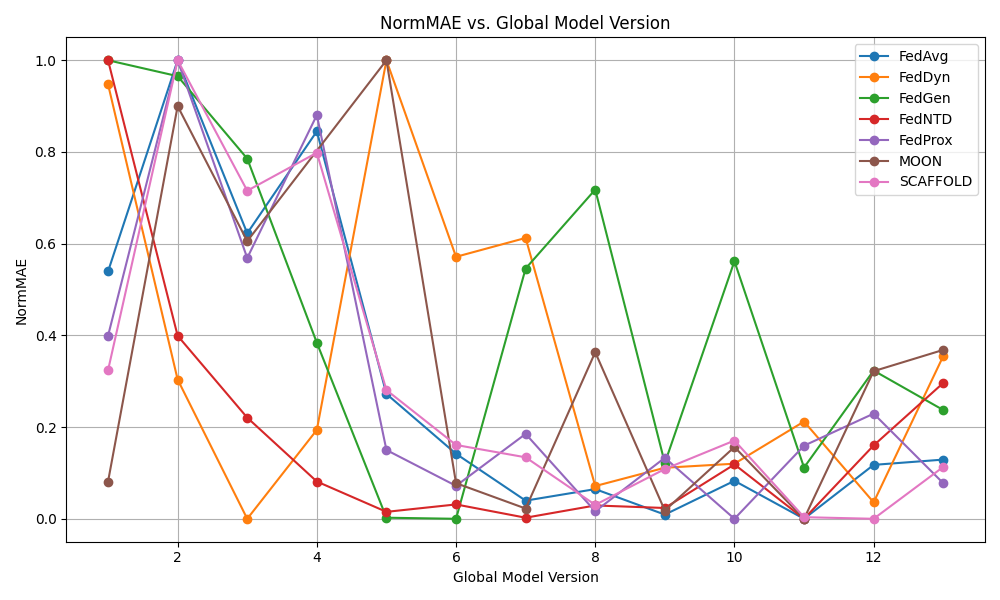 NormMAE vs. Global Model Version
NormMAE
1.0
0.8
0.6
0.4
0.2
0.0
2
4
6
8
10
12
Global Model Version
FedAvg
FedDyn
FedGen
FedNTD
FedProx
MOON
SCAFFOLD